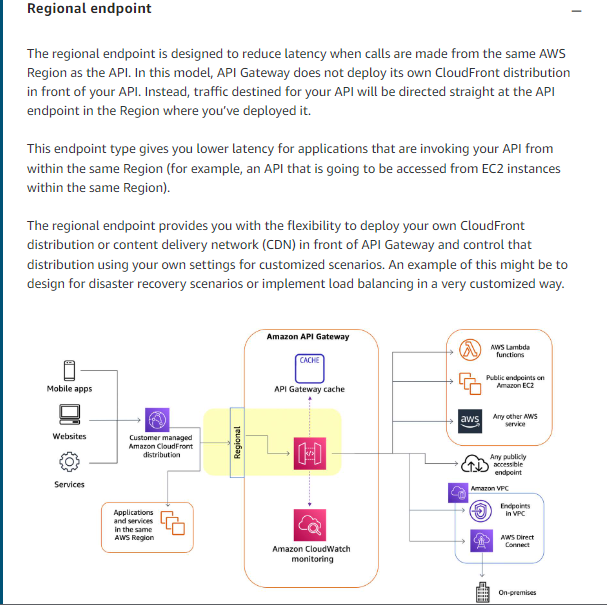 Regional endpoint
The regional endpoint is designed to reduce latency when calls are made from the same AWS
Region as the API. In this model, API Gateway does not deploy its own CloudFront distribution
in front of your API. Instead, traffic destined for your API will be directed straight at the API
endpoint in the Region where you've deployed it.
This endpoint type gives you lower latency for applications that are invoking your API from
within the same Region (for example, an API that is going to be accessed from EC2 instances
within the same Region).
The regional endpoint provides you with the flexibility to deploy your own CloudFront
distribution or content delivery network (CDN) in front of API Gateway and control that
distribution using your own settings for customized scenarios. An example of this might be to
design for disaster recovery scenarios or implement load balancing in a very customized way.
Mobile apps
Websites
Services
Customer managed
Amazon CloudFront
distribution
Applications
and services
in the same
AWS Region
Regional
Amazon API Gateway
CACHE
API Gateway cache
Amazon CloudWatch
monitoring
AWS Lambda
functions
Public endpoints on
Amazon EC2
aws
Any other AWS
service
Any publicly
accessible
endpoint
Amazon VPC
Endpoints
in VPC
AWS Direct
Connect
On-premises